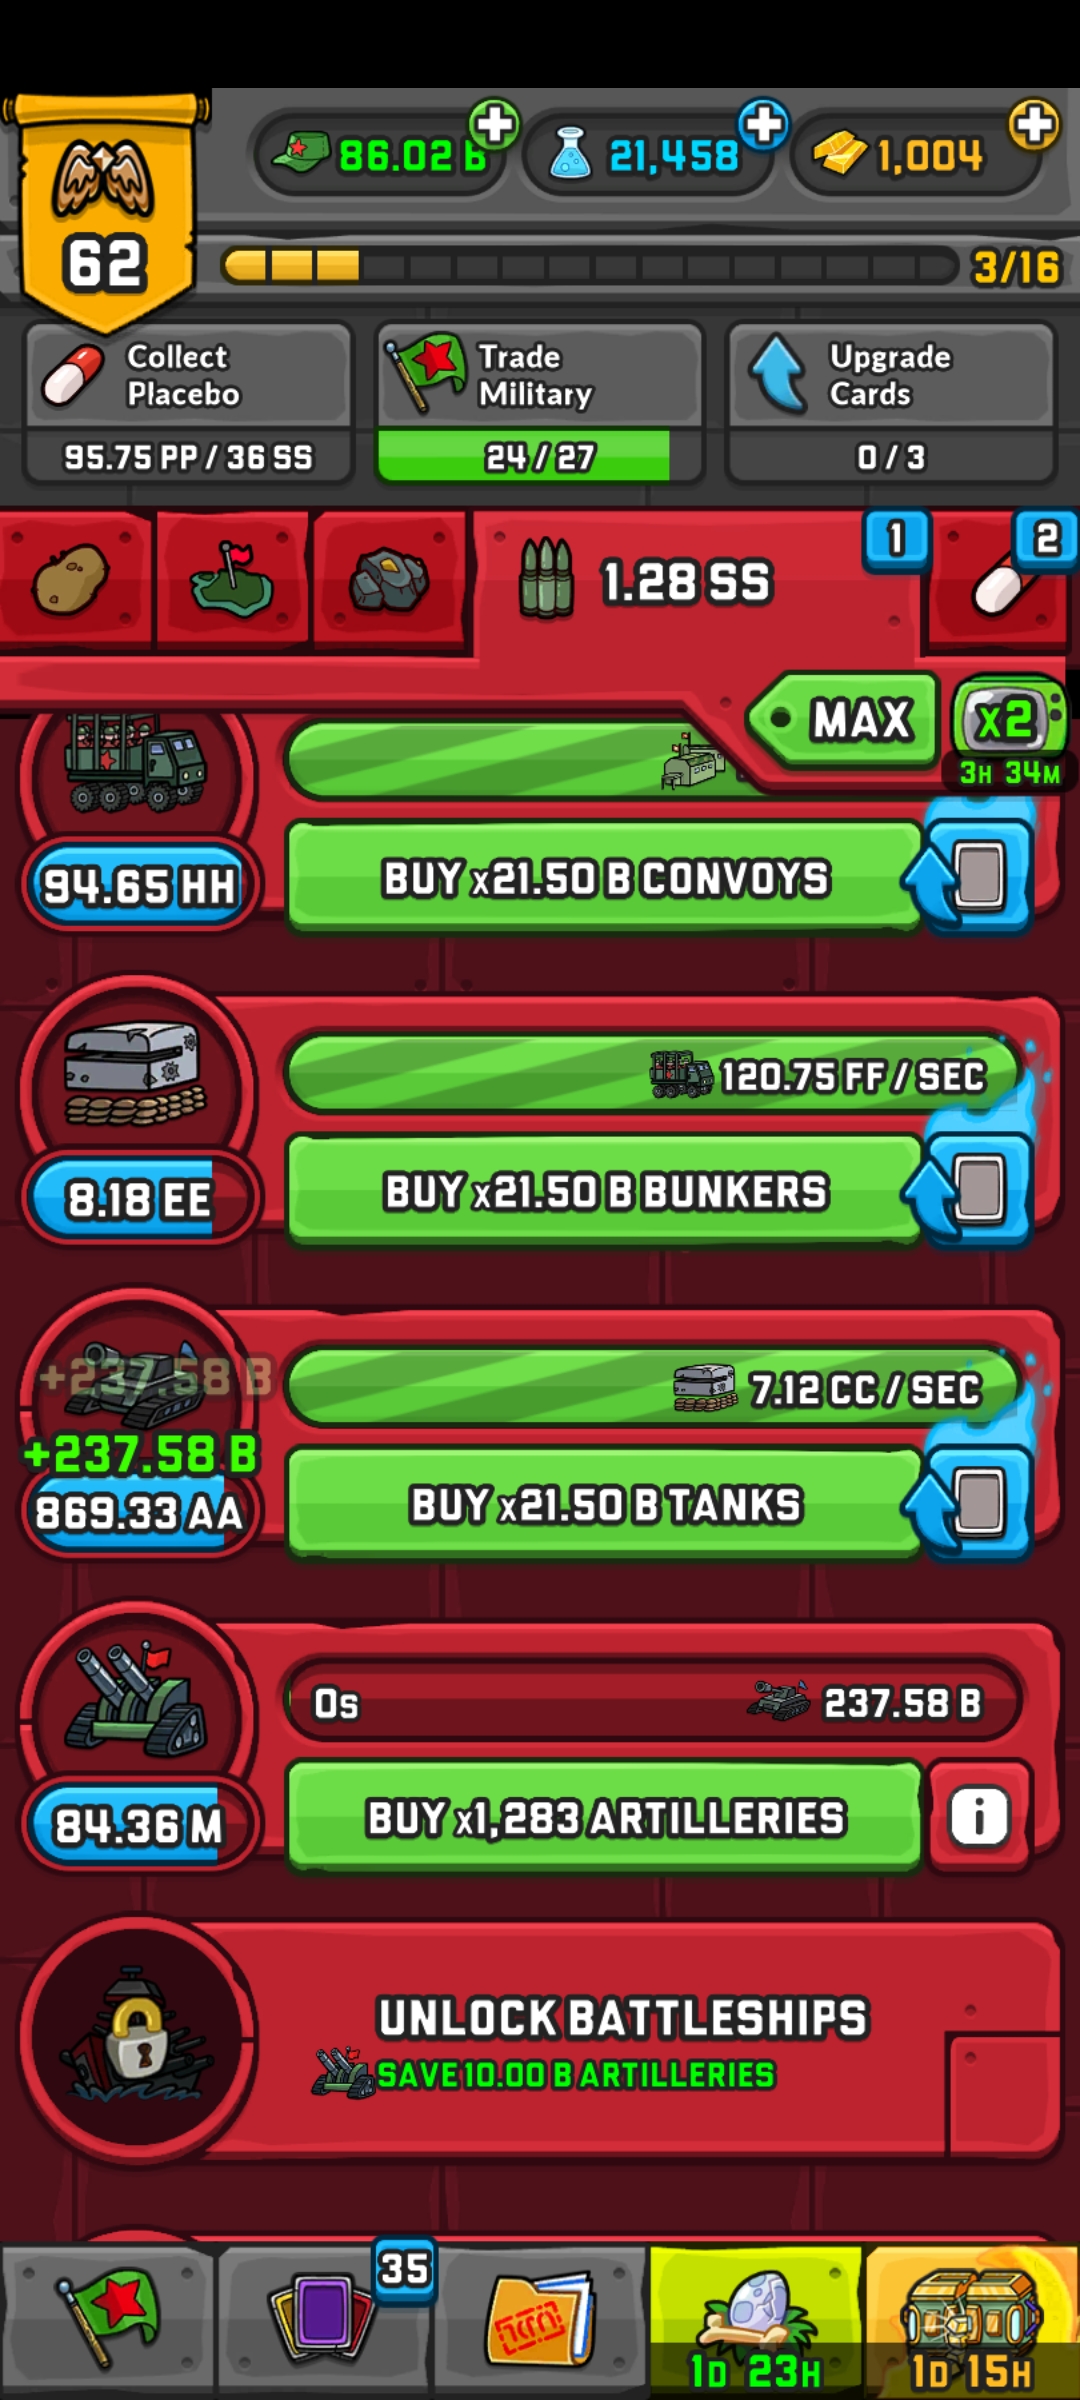 86.02 B
21,458
1,004
62
3/16
Collect
Placebo
Trade
Military
Upgrade
Cards
95.75 PP / 36 SS
24 / 27
0 / 3
1.28 SS
1
2
MAX
x2
3H 34M
94.65 HH
BUY x21.50 B CONVOYS
120.75 FF / SEC
8.18 EE
BUY x21.50 B BUNKERS
+237.58 B
7.12 CC / SEC
+237.58 B
869.33 AA
BUY x21.50 B TANKS
0s
237.58 B
84.36 M
BUY x1,283 ARTILLERIES
i
UNLOCK BATTLESHIPS
SAVE 10.00 B ARTILLERIES
35
1D 23H
1D 15H